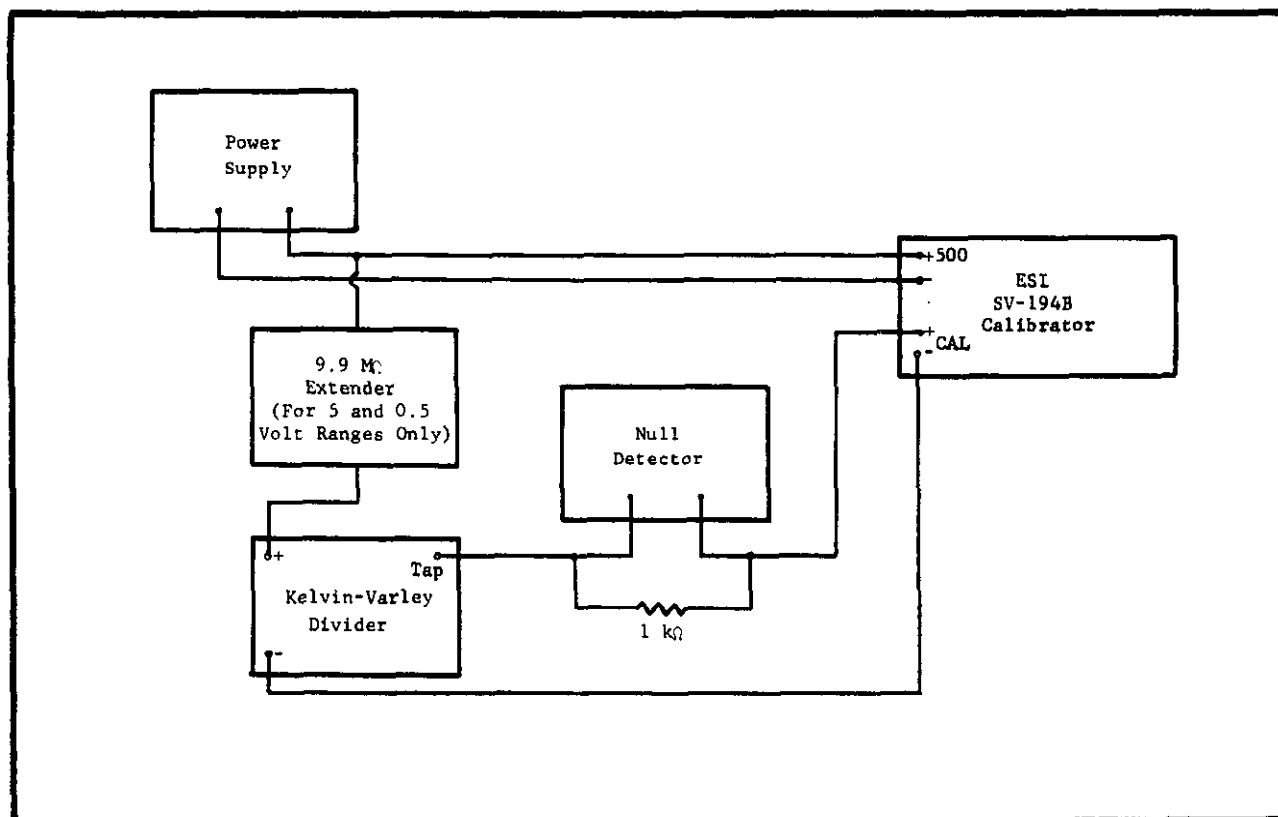 Power
Supply
+500
-
ESI
SV-194B
Calibrator
+
CAL
-
9.9 MΩ
Extender
(For 5 and 0.5
Volt Ranges Only)
Null
Detector
+
Tap
Kelvin-Varley
Divider
-
1 kΩ